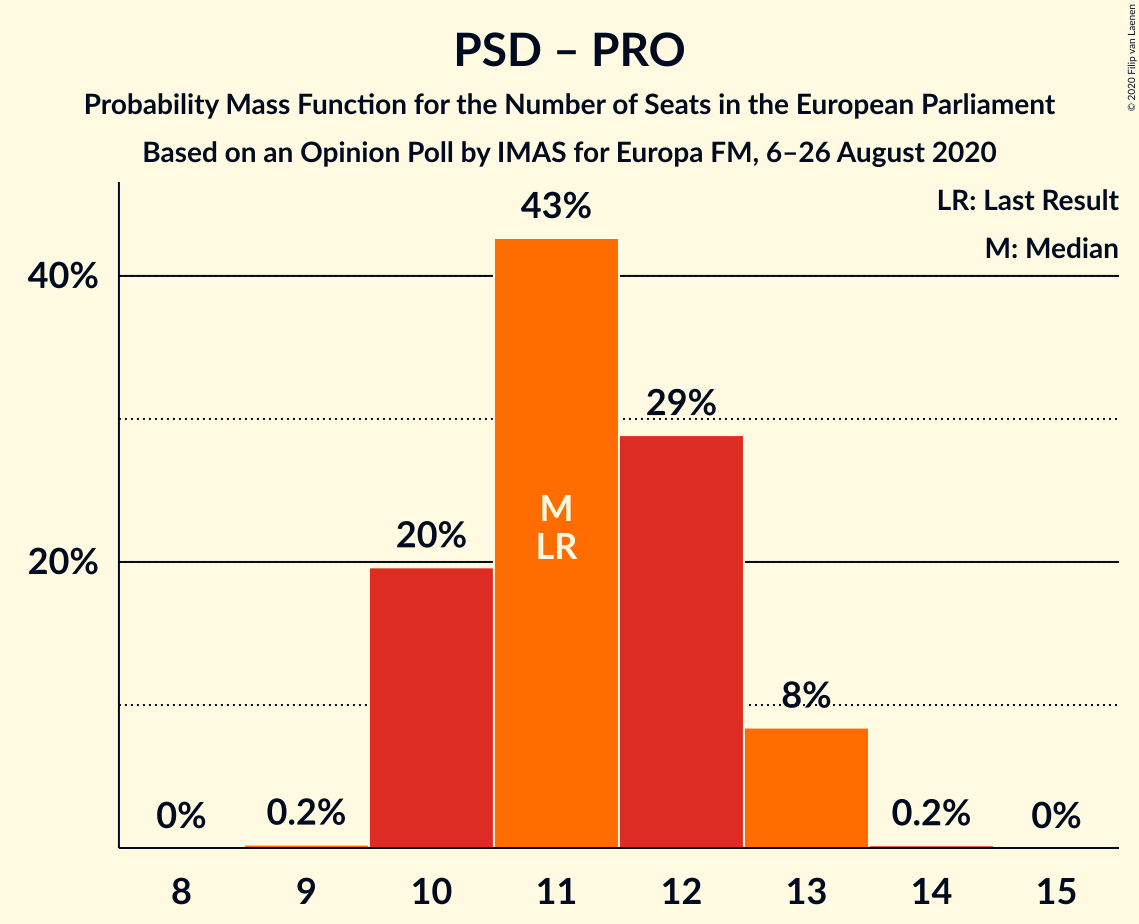 PSD – PRO
Probability Mass Function for the Number of Seats in the European Parliament
Based on an Opinion Poll by IMAS for Europa FM, 6–26 August 2020
© 2020 Filip van Laenen
LR: Last Result
M: Median
43%
40%
29%
M
LR
20%
20%
8%
0%
0.2%
0.2%
0%
8
9
10
11
12
13
14
15